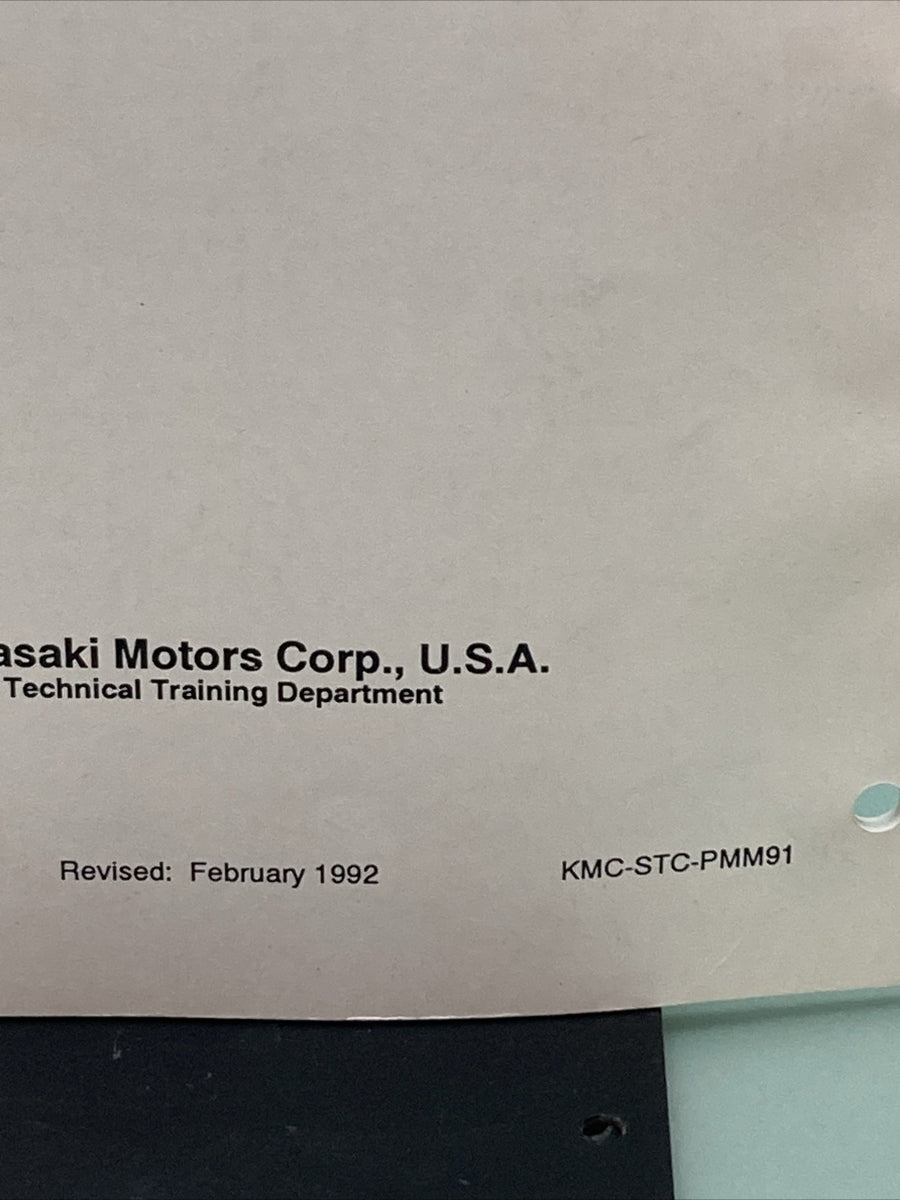 asaki Motors Corp., U.S.A.
Technical Training Department
Revised: February 1992
KMC-STC-PMM91